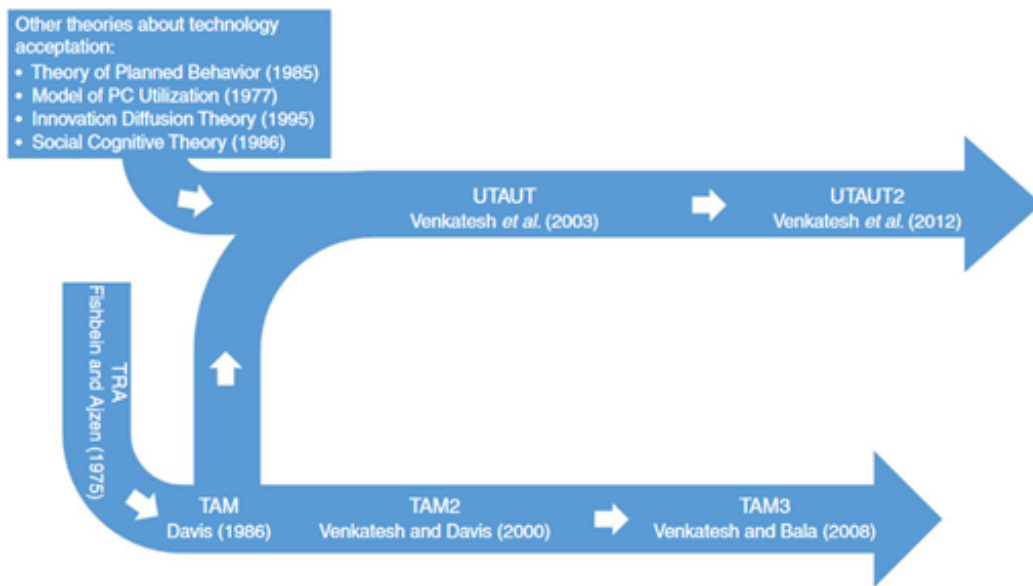 Other theories about technology
acceptation:
• Theory of Planned Behavior (1985)
• Model of PC Utilization (1977)
• Innovation Diffusion Theory (1995)
• Social Cognitive Theory (1986)
UTAUT
Venkatesh et al. (2003)
UTAUT2
Venkatesh et al. (2012)
TRA
Fishbein and Ajzen (1975)
TAM
Davis (1986)
TAM2
Venkatesh and Davis (2000)
TAM3
Venkatesh and Bala (2008)